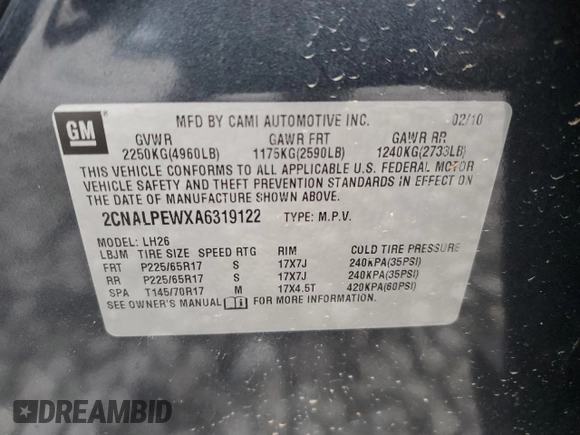 GM
MFD BY CAMI AUTOMOTIVE INC. 02/10
GVWR GAWR FRT GAWR RR
2250KG(4960LB) 1175KG(2590LB) 1240KG(2733LB)
THIS VEHICLE CONFORMS TO ALL APPLICABLE U.S. FEDERAL MOTOR
VEHICLE SAFETY AND THEFT PREVENTION STANDARDS IN EFFECT ON
THE DATE OF MANUFACTURE SHOWN ABOVE.
2CNALPEWXA6319122 TYPE: M.P.V.
MODEL: LH26
LBJM TIRE SIZE SPEED RTG RIM COLD TIRE PRESSURE
FRT P225/65R17 S 17X7J 240KPA(35PSI)
RR P225/65R17 S 17X7J 240KPA(35PSI)
SPA T145/70R17 M 17X4.5T 420KPA(60PSI)
SEE OWNER'S MANUAL FOR MORE INFORMATION.
DREAMBID